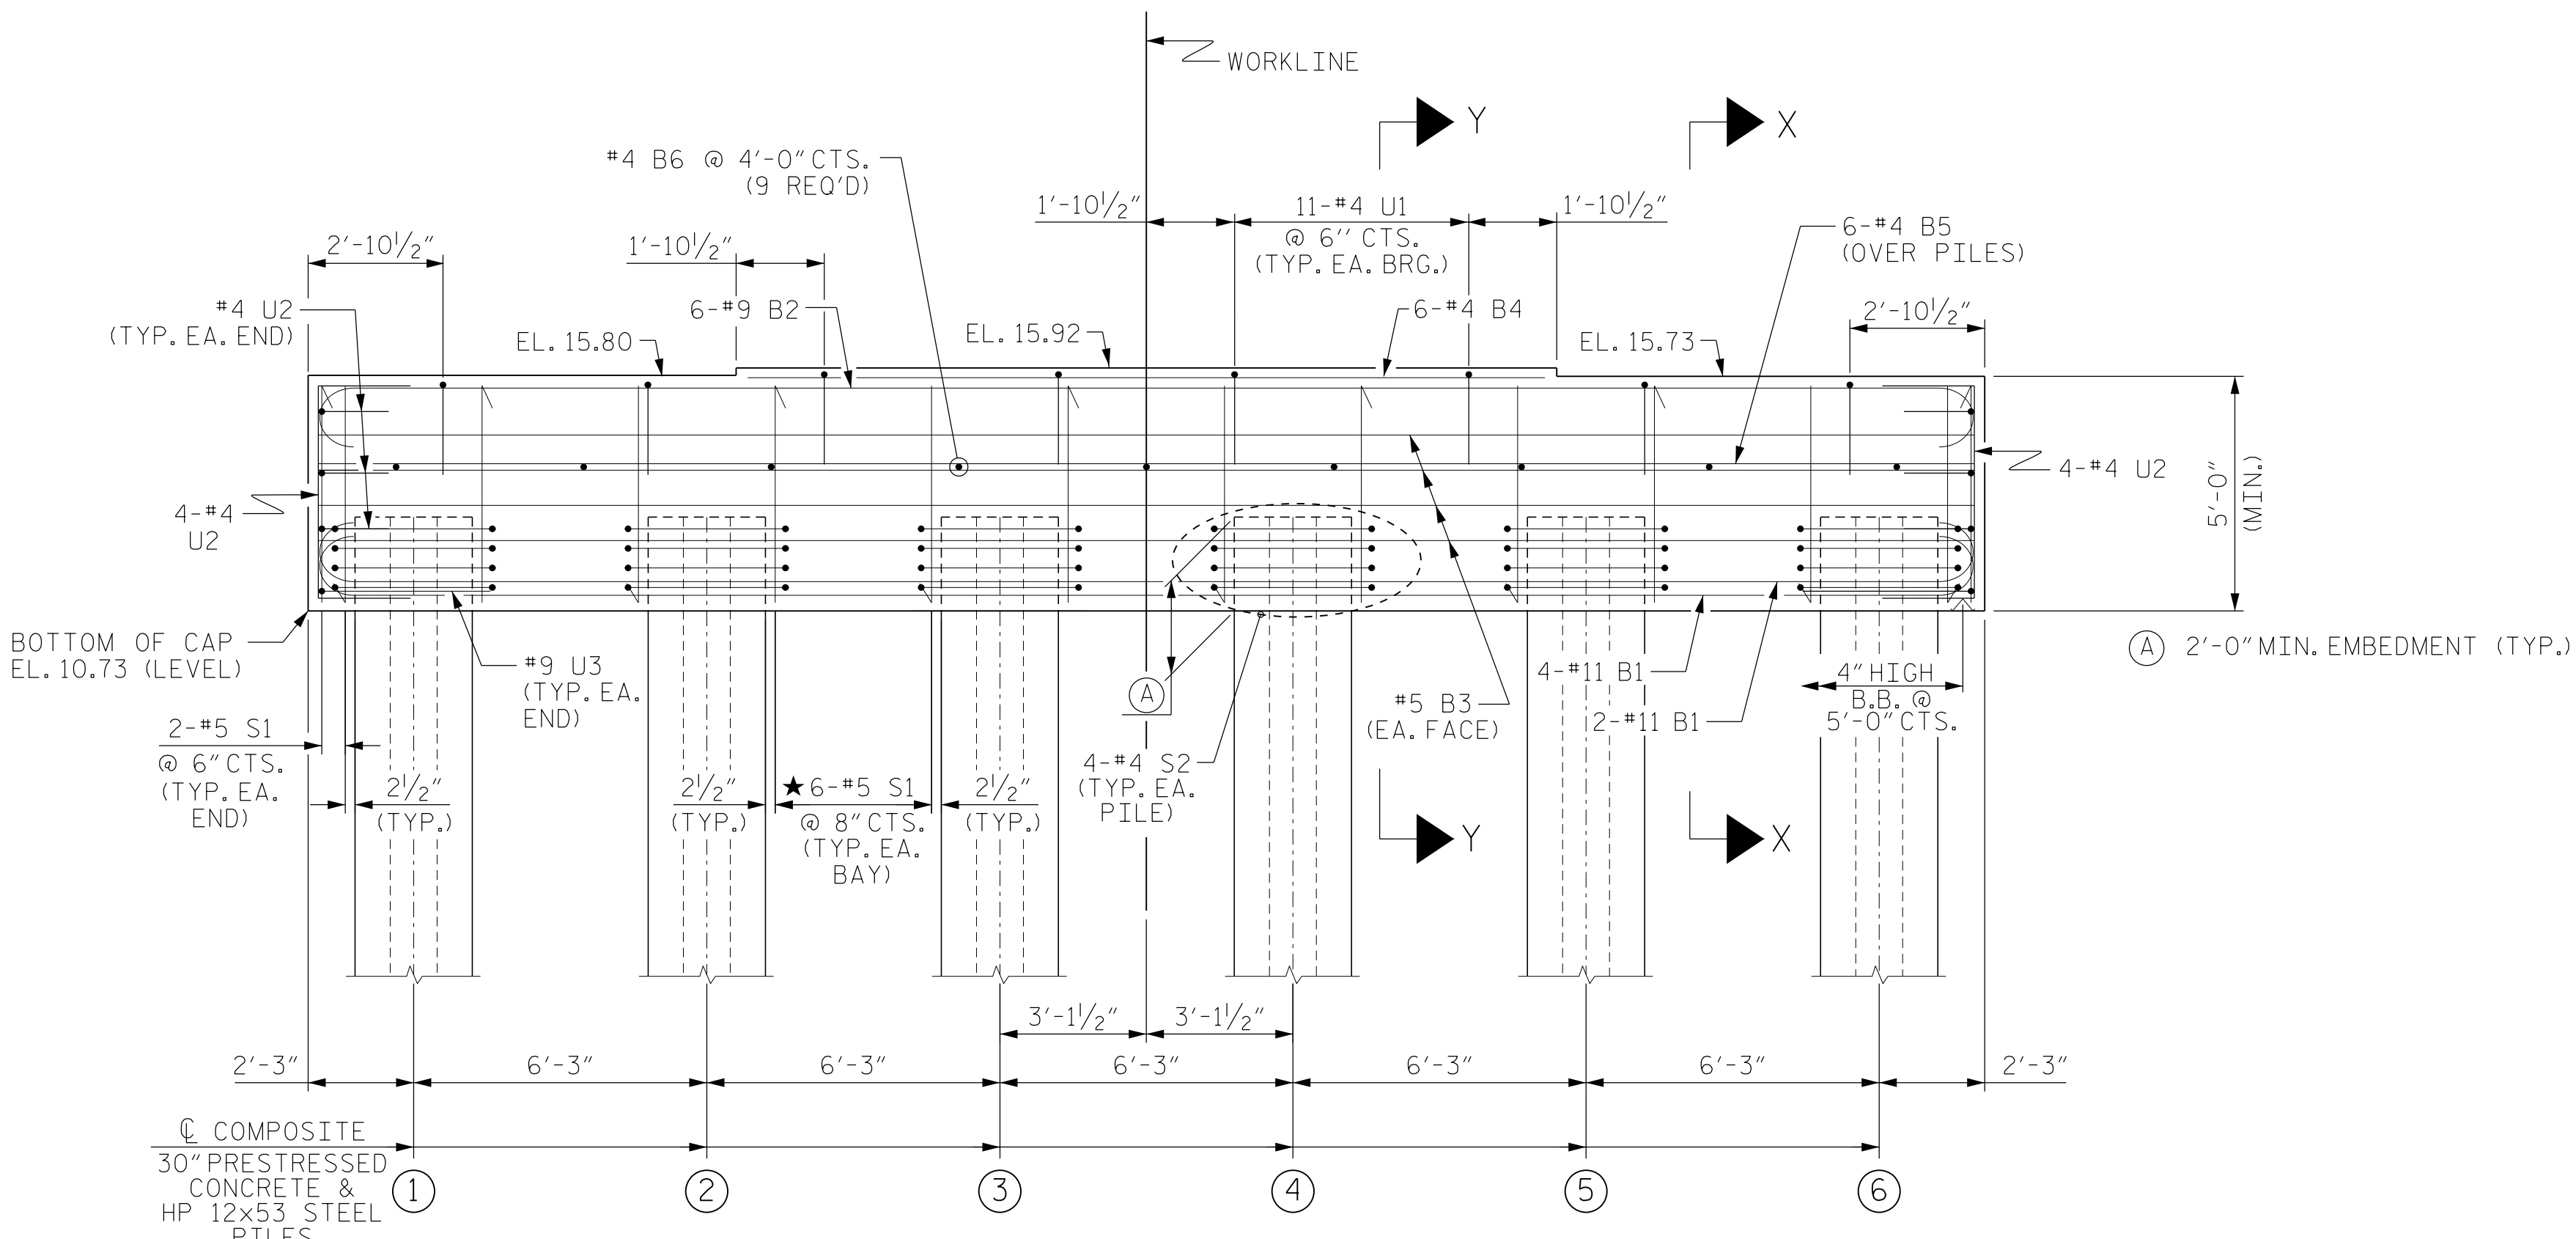 WORKLINE
Y
X
#4 B6 @ 4'-0" CTS.
(9 REQ'D)
1'-10½"
11-#4 U1
@ 6'' CTS.
(TYP. EA. BRG.)
1'-10½"
6-#4 B5
(OVER PILES)
2'-10½"
1'-10½"
#4 U2
(TYP. EA. END)
6-#9 B2
6-#4 B4
2'-10½"
EL. 15.80
EL. 15.92
EL. 15.73
4-#4
U2
4-#4 U2
5'-0"
(MIN.)
BOTTOM OF CAP
EL. 10.73 (LEVEL)
#9 U3
(TYP. EA.
END)
A
4-#11 B1
4" HIGH
B.B. @
5'-0" CTS.
A 2'-0" MIN. EMBEDMENT (TYP.)
#5 B3
(EA. FACE)
2-#11 B1
2-#5 S1
@ 6" CTS.
(TYP. EA.
END)
2½"
(TYP.)
2½"
(TYP.)
★ 6-#5 S1
@ 8" CTS.
(TYP. EA.
BAY)
2½"
(TYP.)
4-#4 S2
(TYP. EA.
PILE)
Y
X
3'-1½"
3'-1½"
2'-3"
6'-3"
6'-3"
6'-3"
6'-3"
6'-3"
2'-3"
℄ COMPOSITE
30" PRESTRESSED
CONCRETE &
HP 12x53 STEEL
PILES
1
2
3
4
5
6